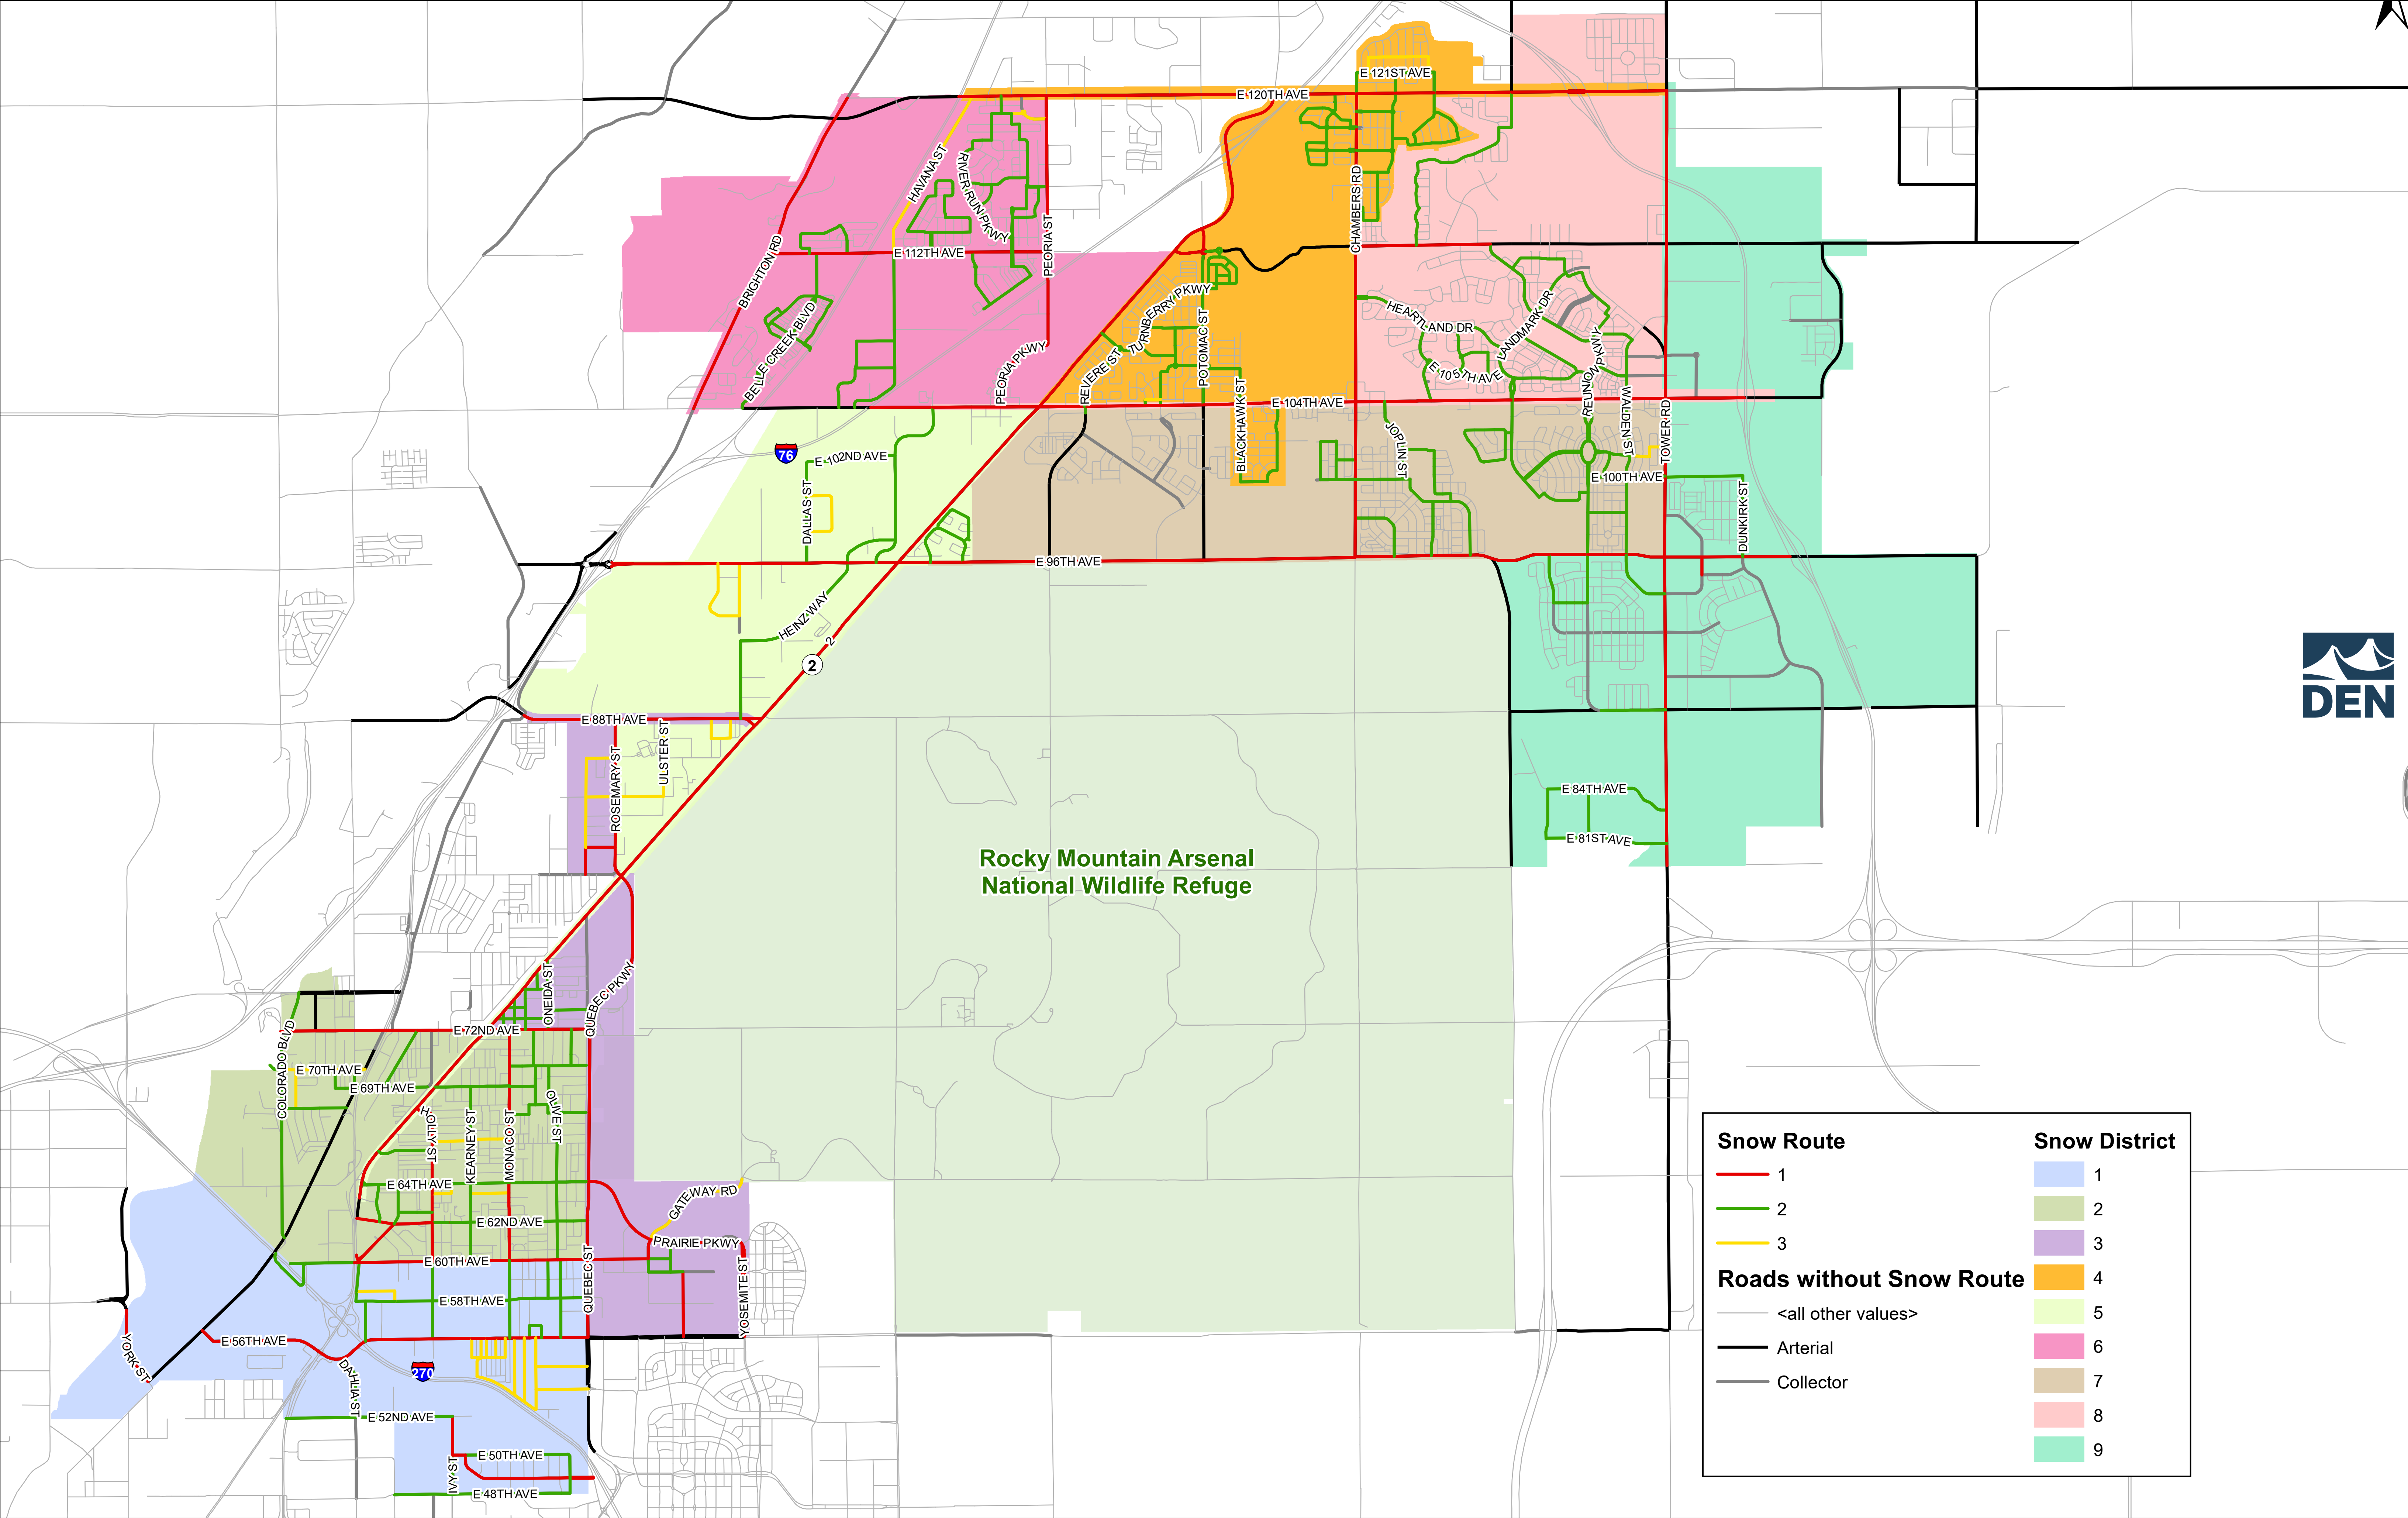 E 121ST AVE
E 120TH AVE
HAVANA ST
RIVER RUN PKWY
CHAMBERS RD
PEORIA ST
BRIGHTON RD
E 112TH AVE
TURNBERRY PKWY
HEARTLAND DR
LANDMARK DR
BELLE CREEK BLVD
PEORIA PKWY
REVERE ST
POTOMAC ST
E 105TH AVE
REUNION PKWY
BLACKHAWK ST
E 104TH AVE
WALDEN ST
TOWER RD
JOPLIN ST
76
E 102ND AVE
DALLAS ST
E 100TH AVE
DUNKIRK ST
E 96TH AVE
HEINZ WAY
2
2
DEN
E 88TH AVE
ULSTER ST
ROSEMARY ST
E 84TH AVE
E 81ST AVE
Rocky Mountain Arsenal
National Wildlife Refuge
ONEIDA ST
QUEBEC PKWY
E 72ND AVE
COLORADO BLVD
E 70TH AVE
E 69TH AVE
HOLLY ST
KEARNEY ST
MONACO ST
OLIVE ST
E 64TH AVE
GATEWAY RD
E 62ND AVE
PRAIRIE PKWY
E 60TH AVE
QUEBEC ST
YOSEMITE ST
E 58TH AVE
E 56TH AVE
YORK ST
DAHLIA ST
270
E 52ND AVE
E 50TH AVE
IVY ST
E 48TH AVE
Snow Route
1
2
3
Roads without Snow Route
<all other values>
Arterial
Collector
Snow District
1
2
3
4
5
6
7
8
9